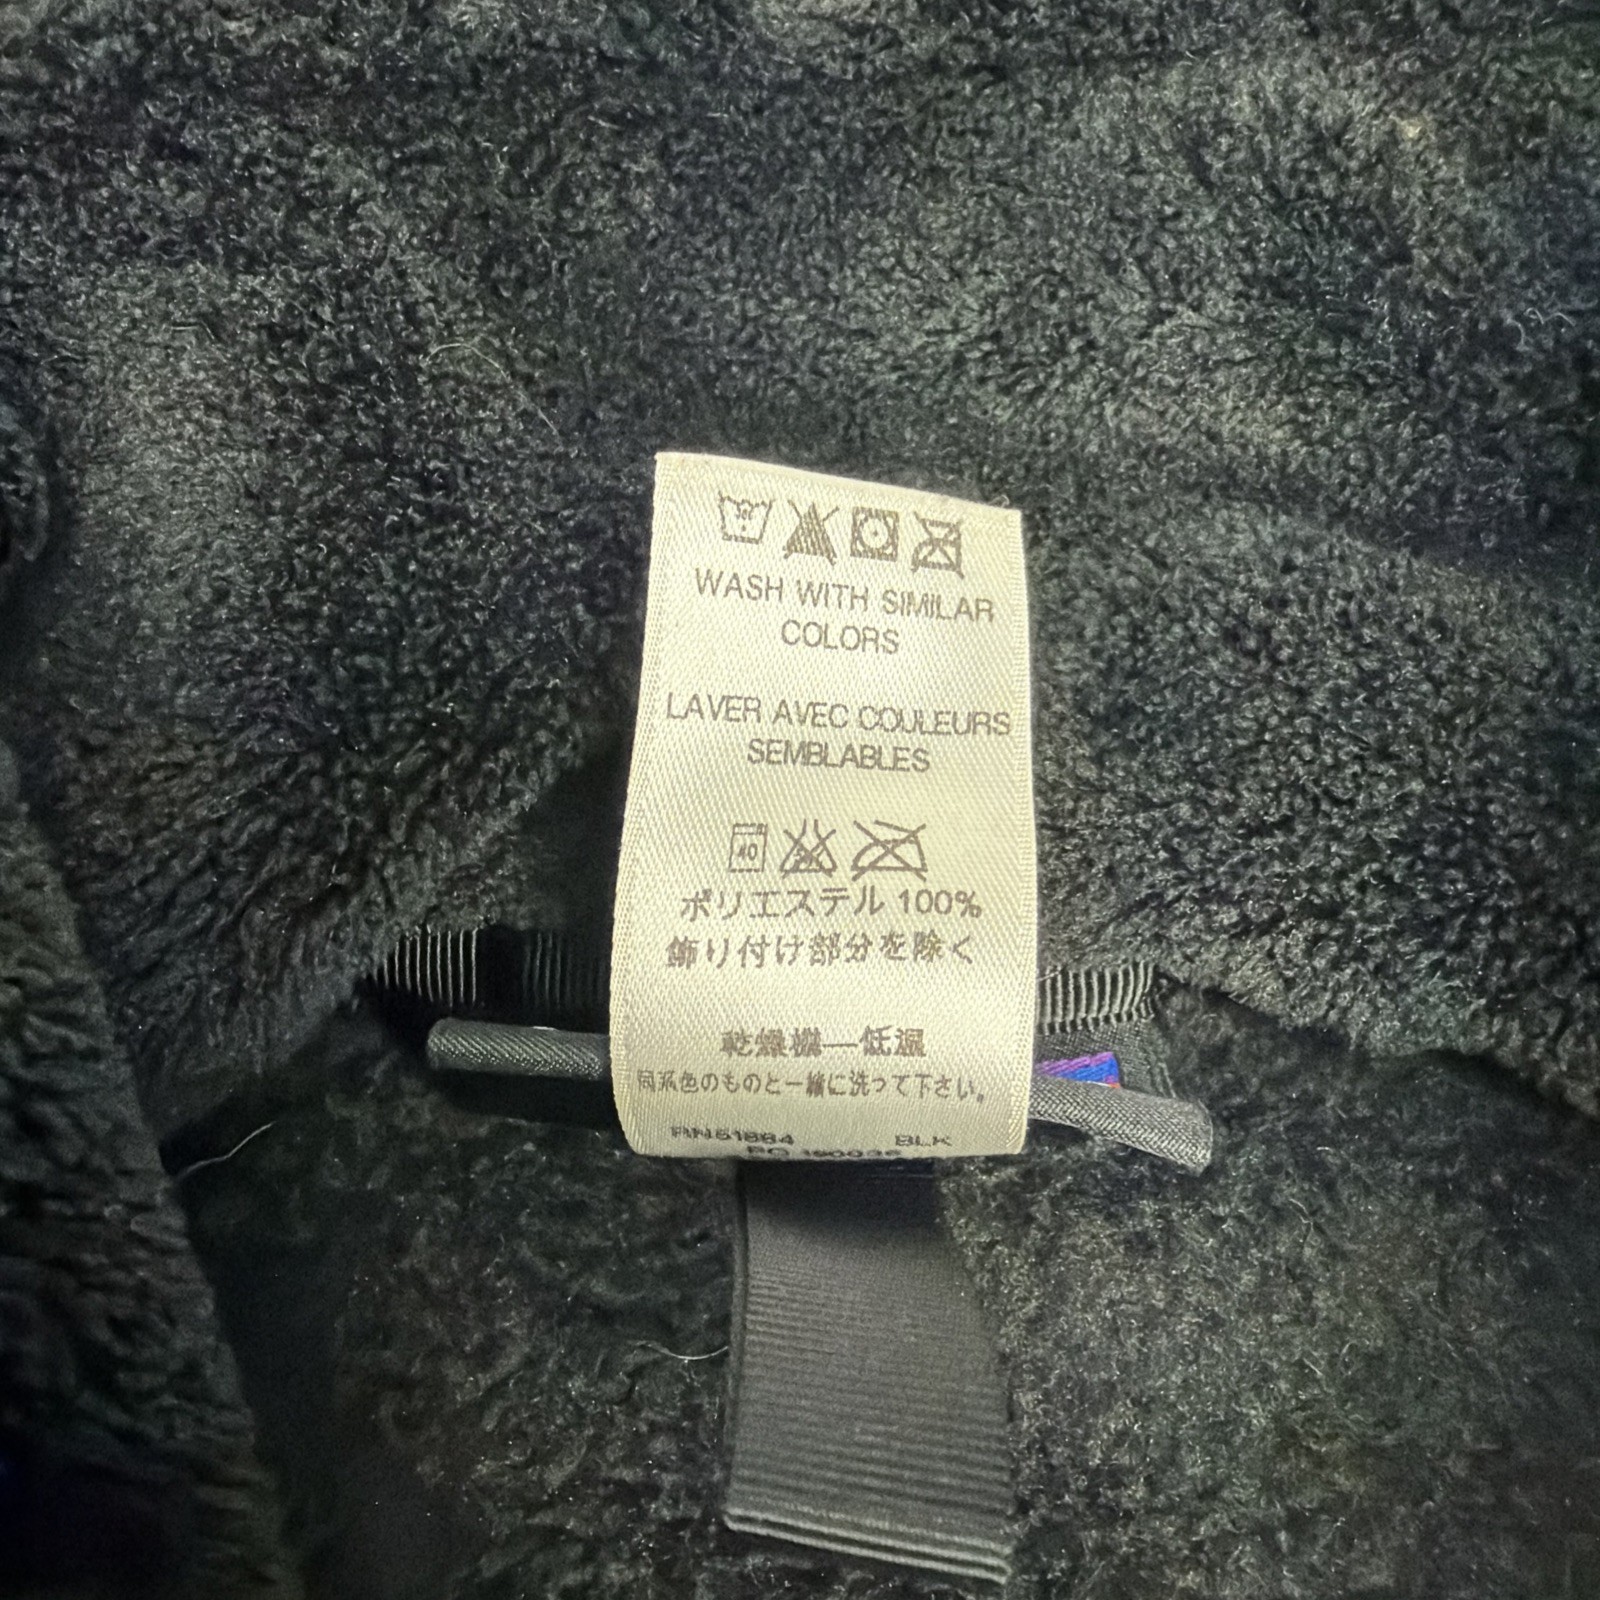 WASH WITH SIMILAR
COLORS
LAVER AVEC COULEURS
SEMBLABLES
40
ポリエステル 100%
飾り付け部分を除く
乾燥機—低温
同系色のものと一緒に洗って下さい。
RN51884 BLK
PO